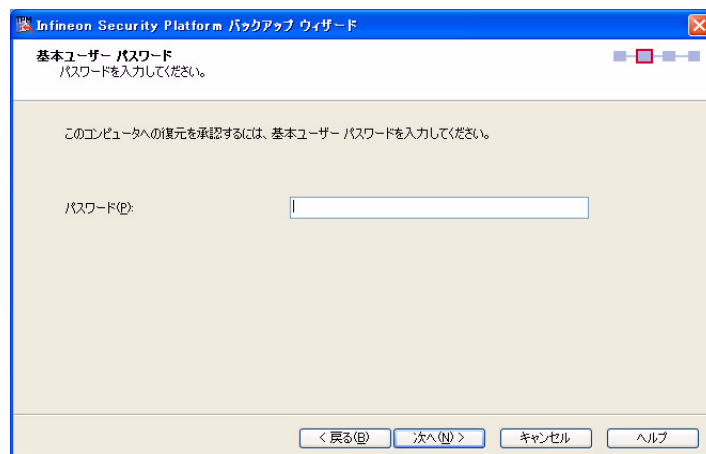 Infineon Security Platform バックアップ ウィザード
基本ユーザー パスワード
パスワードを入力してください。
このコンピュータへの復元を承認するには、基本ユーザー パスワードを入力してください。
パスワード(P):
< 戻る(B) 次へ(N) > キャンセル ヘルプ